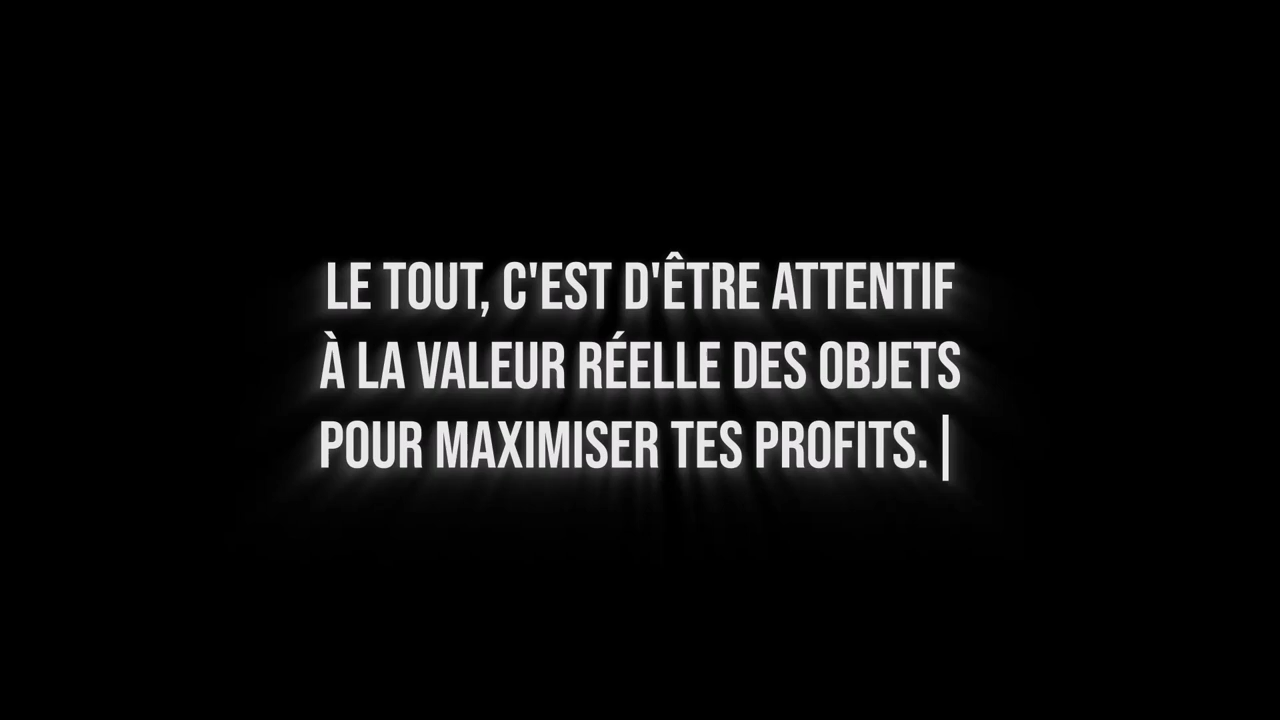 LE TOUT, C'EST D'ÊTRE ATTENTIF
À LA VALEUR RÉELLE DES OBJETS
POUR MAXIMISER TES PROFITS. |